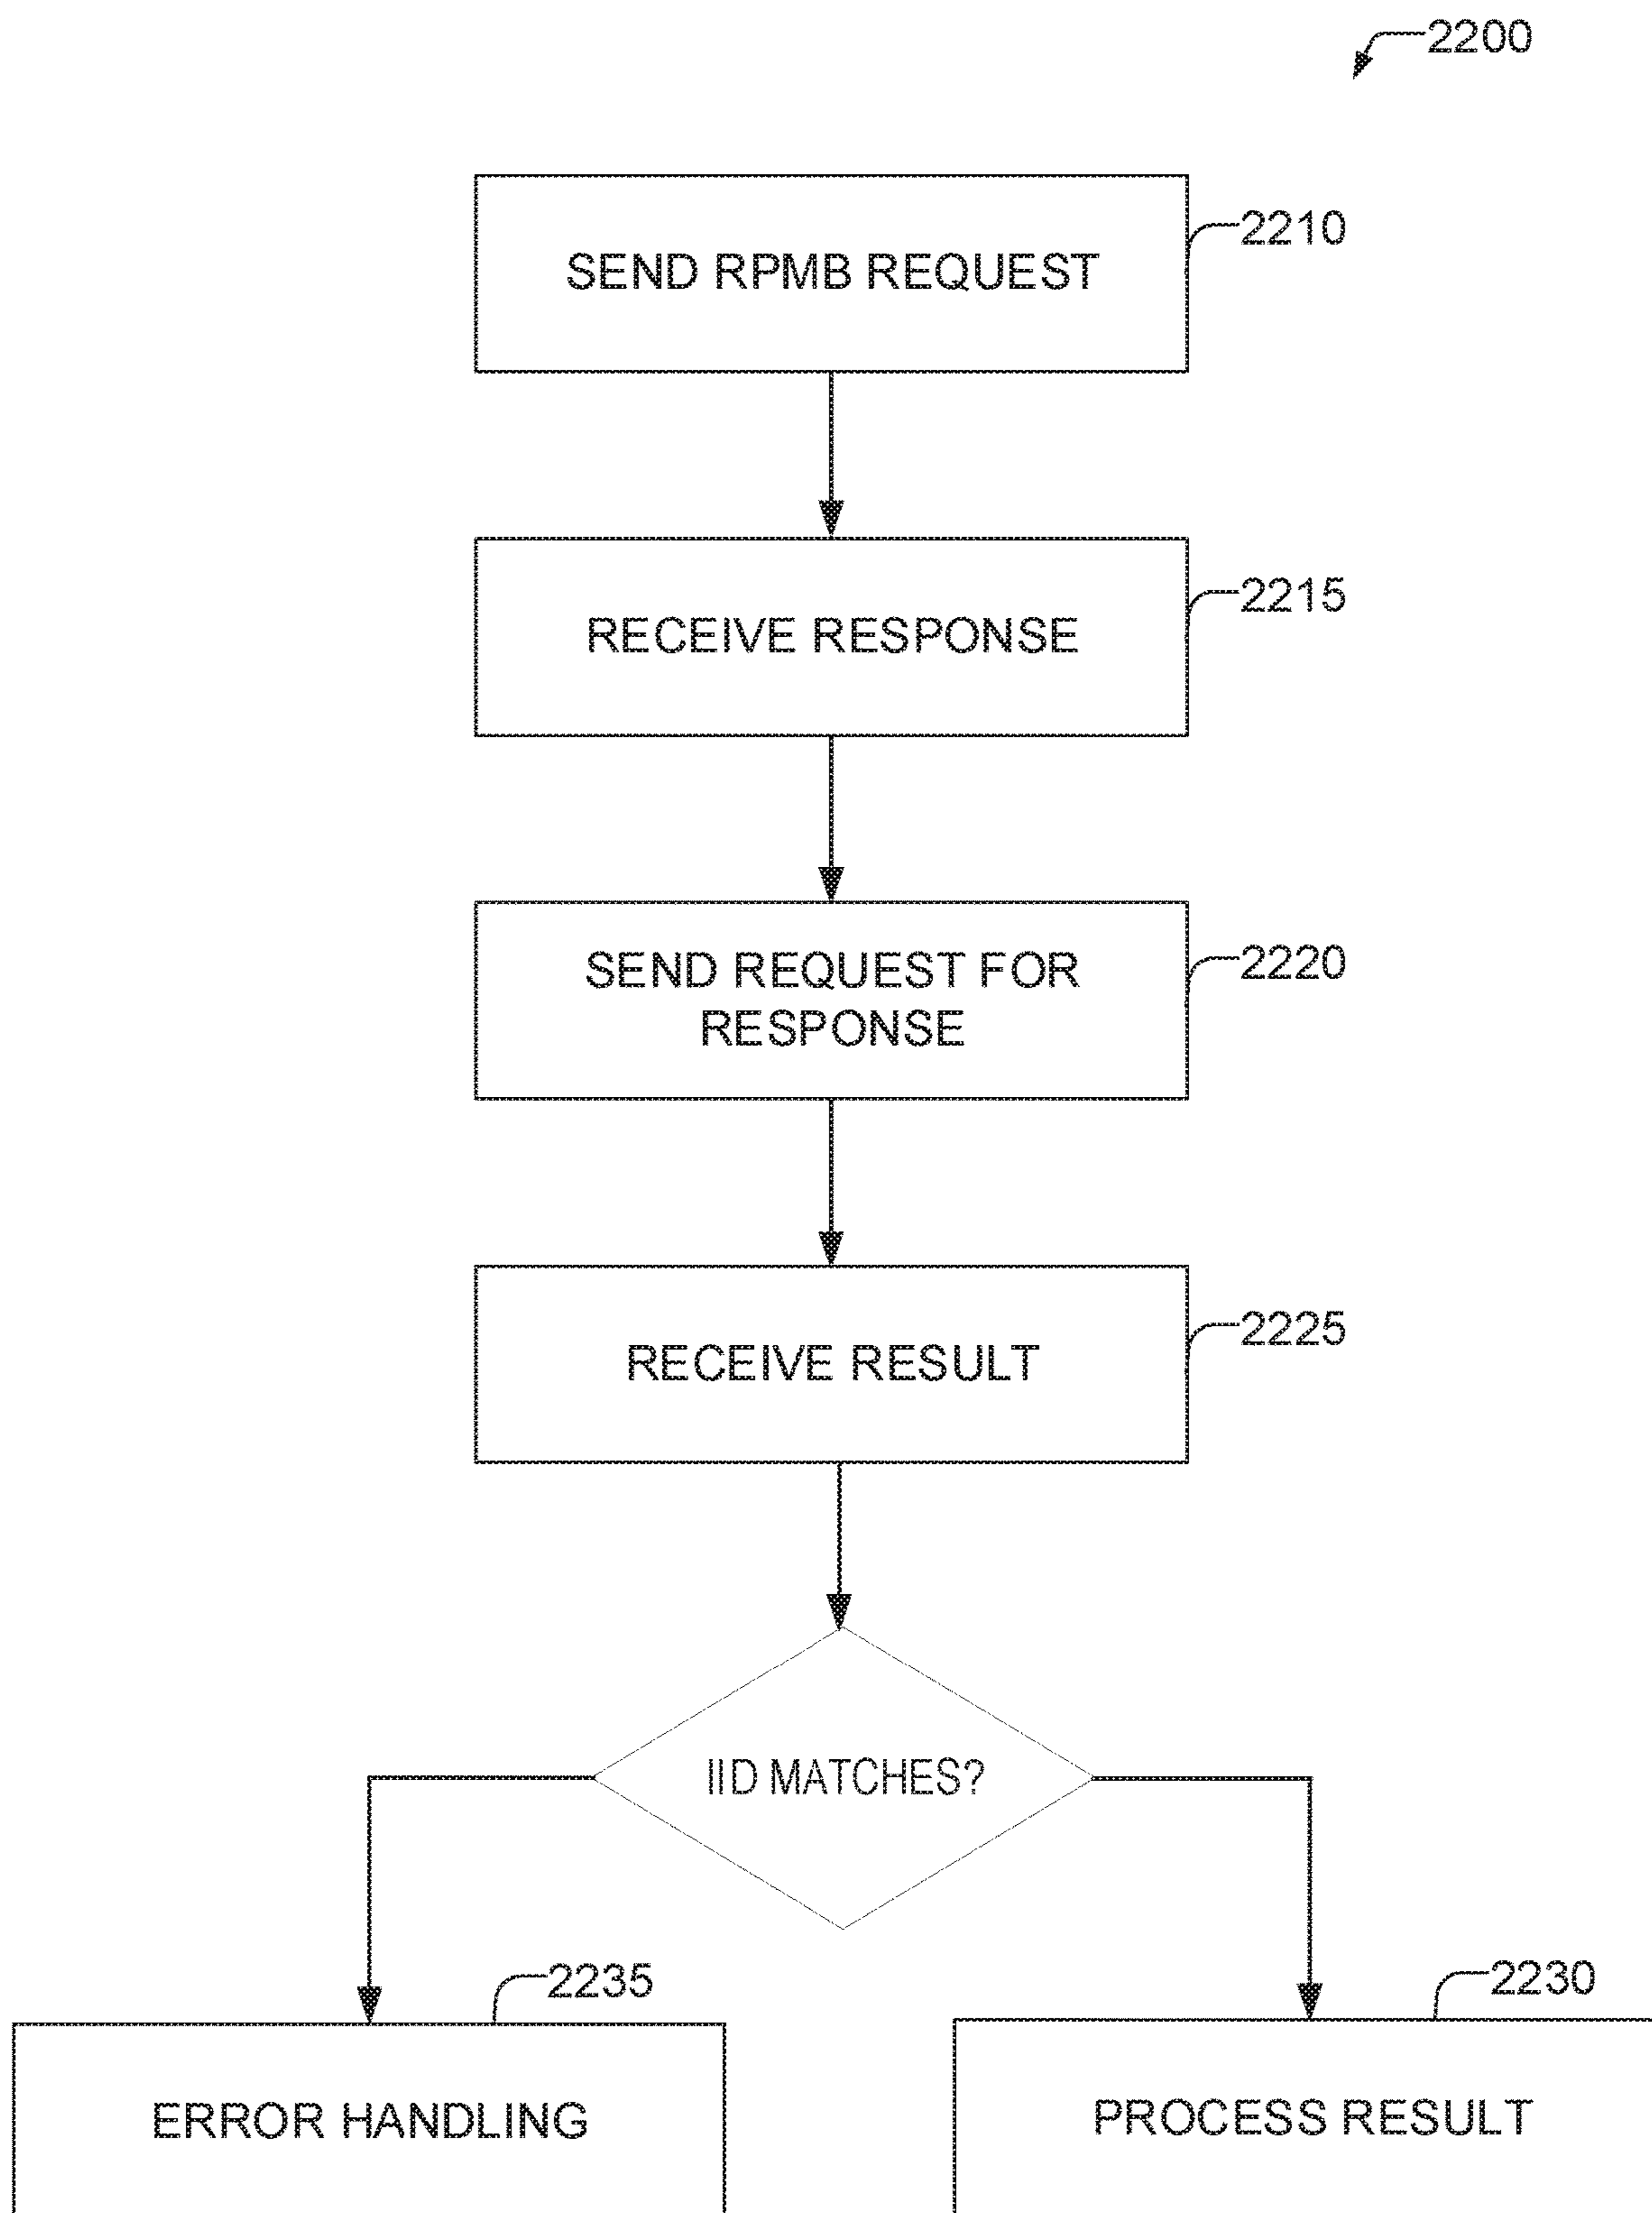 2200
SEND RPMB REQUEST
2210
RECEIVE RESPONSE
2215
SEND REQUEST FOR
RESPONSE
2220
RECEIVE RESULT
2225
IID MATCHES?
2235
ERROR HANDLING
2230
PROCESS RESULT